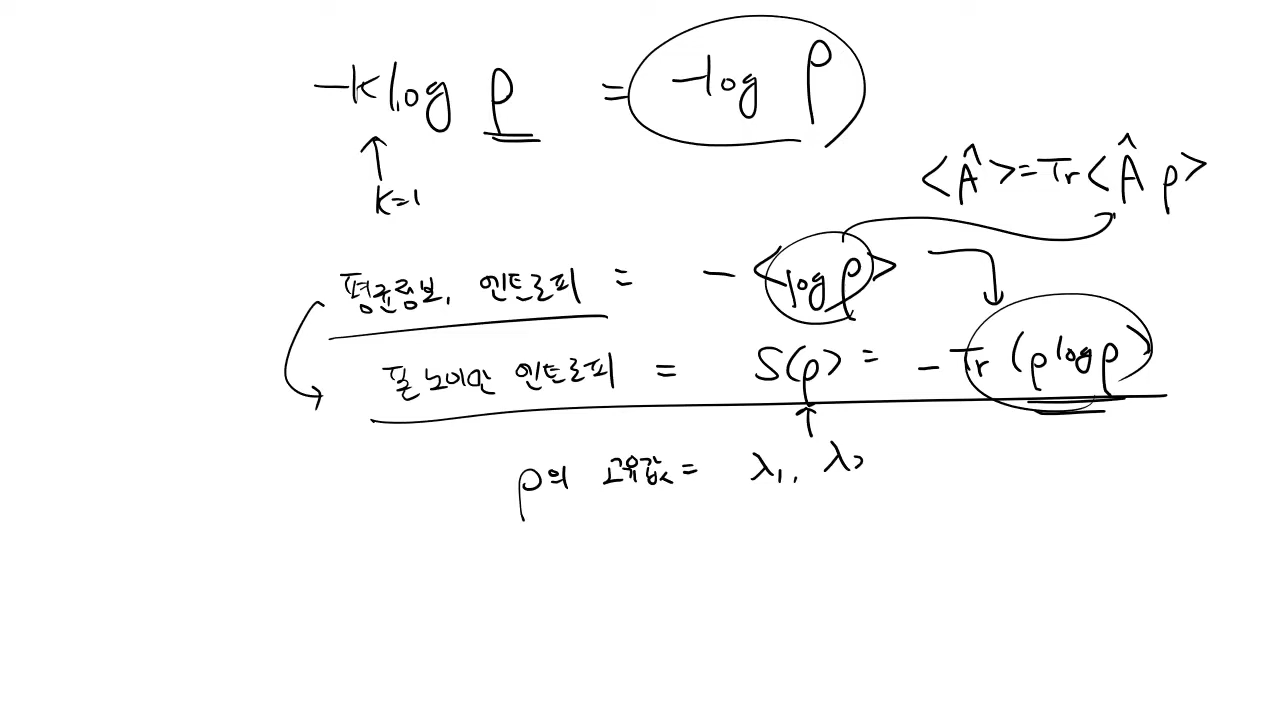 -k log ρ = -log ρ
k=1
<Â> = Tr<Â ρ>
평균정보, 엔트로피 = - <log ρ>
폰 노이만 엔트로피 = S(ρ) = - Tr (ρ log ρ)
ρ의 고유값 = λ₁, λ₂